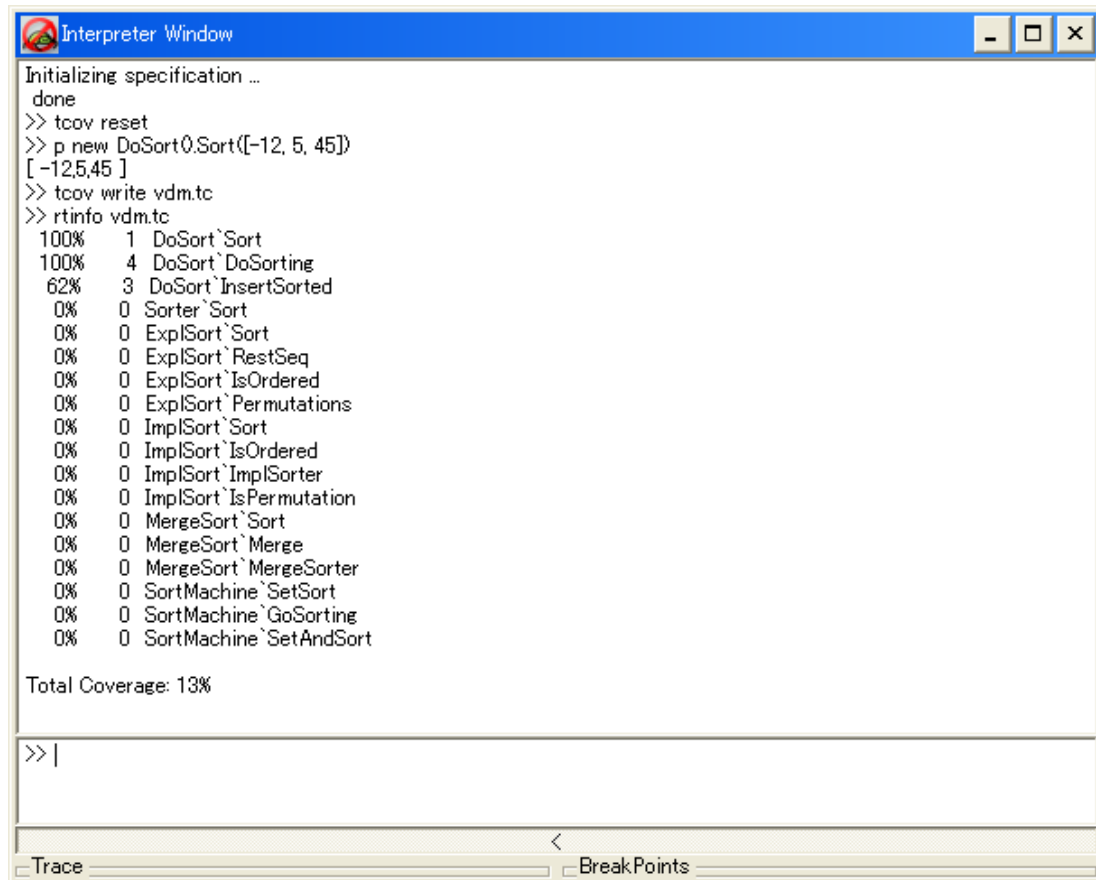 Interpreter Window
Initializing specification ...
done
>> tcov reset
>> p new DoSort().Sort([-12, 5, 45])
[ -12,5,45 ]
>> tcov write vdm.tc
>> rtinfo vdm.tc
100% 1 DoSort`Sort
100% 4 DoSort`DoSorting
62% 3 DoSort`InsertSorted
0% 0 Sorter`Sort
0% 0 ExplSort`Sort
0% 0 ExplSort`RestSeq
0% 0 ExplSort`IsOrdered
0% 0 ExplSort`Permutations
0% 0 ImplSort`Sort
0% 0 ImplSort`IsOrdered
0% 0 ImplSort`ImplSorter
0% 0 ImplSort`IsPermutation
0% 0 MergeSort`Sort
0% 0 MergeSort`Merge
0% 0 MergeSort`MergeSorter
0% 0 SortMachine`SetSort
0% 0 SortMachine`GoSorting
0% 0 SortMachine`SetAndSort
Total Coverage: 13%
>>
Trace
BreakPoints